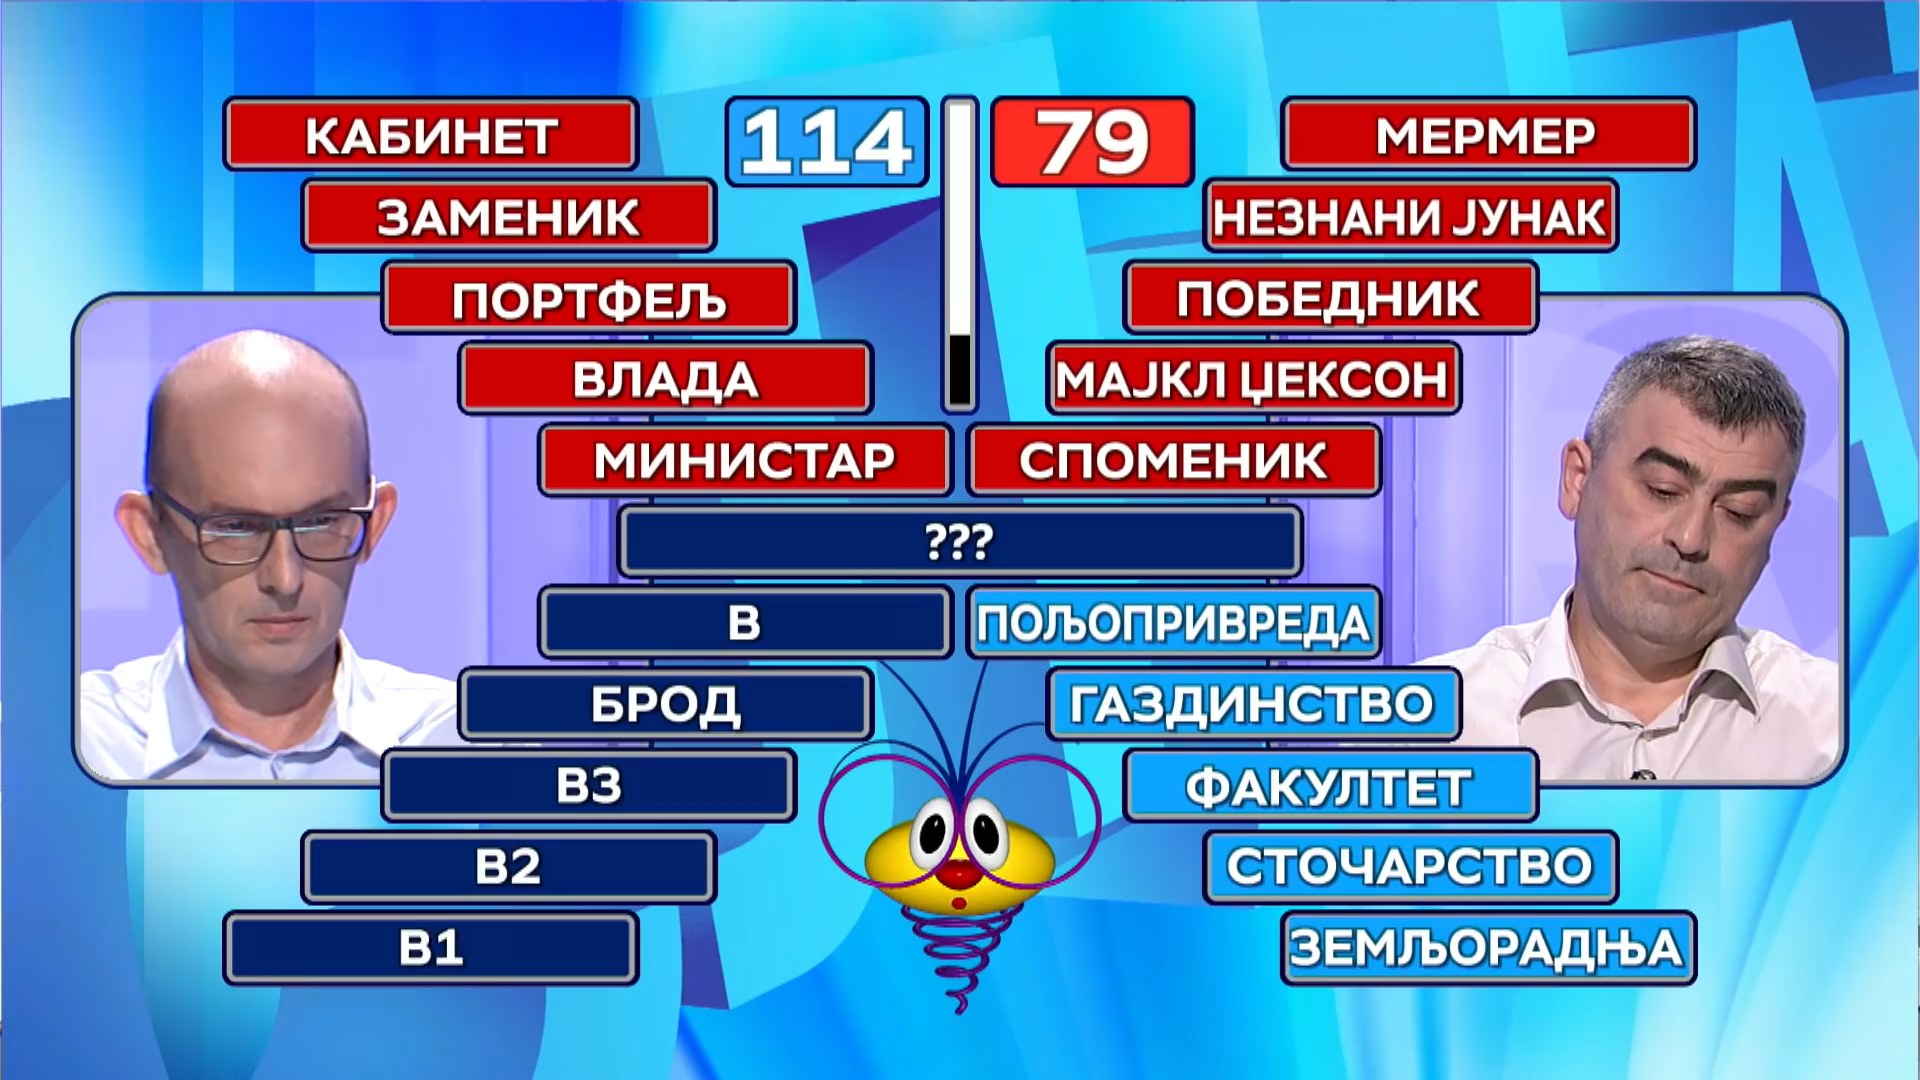 КАБИНЕТ
114
79
МЕРМЕР
ЗАМЕНИК
НЕЗНАНИ ЈУНАК
ПОРТФЕЉ
ПОБЕДНИК
ВЛАДА
МАЈКЛ ЏЕКСОН
МИНИСТАР
СПОМЕНИК
???
В
ПОЉОПРИВРЕДА
БРОД
ГАЗДИНСТВО
В3
ФАКУЛТЕТ
В2
СТОЧАРСТВО
В1
ЗЕМЉОРАДЊА